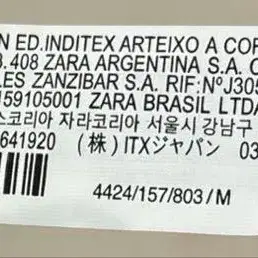 N ED.INDITEX ARTEIXO A COR
3.408 ZARA ARGENTINA S.A. C
LES ZANZIBAR S.A. RIF:NºJ305
159105001 ZARA BRASIL LTDA
스코리아 자라코리아 서울시 강남구
641920 (株) ITXジャパン 03
4424/157/803/M